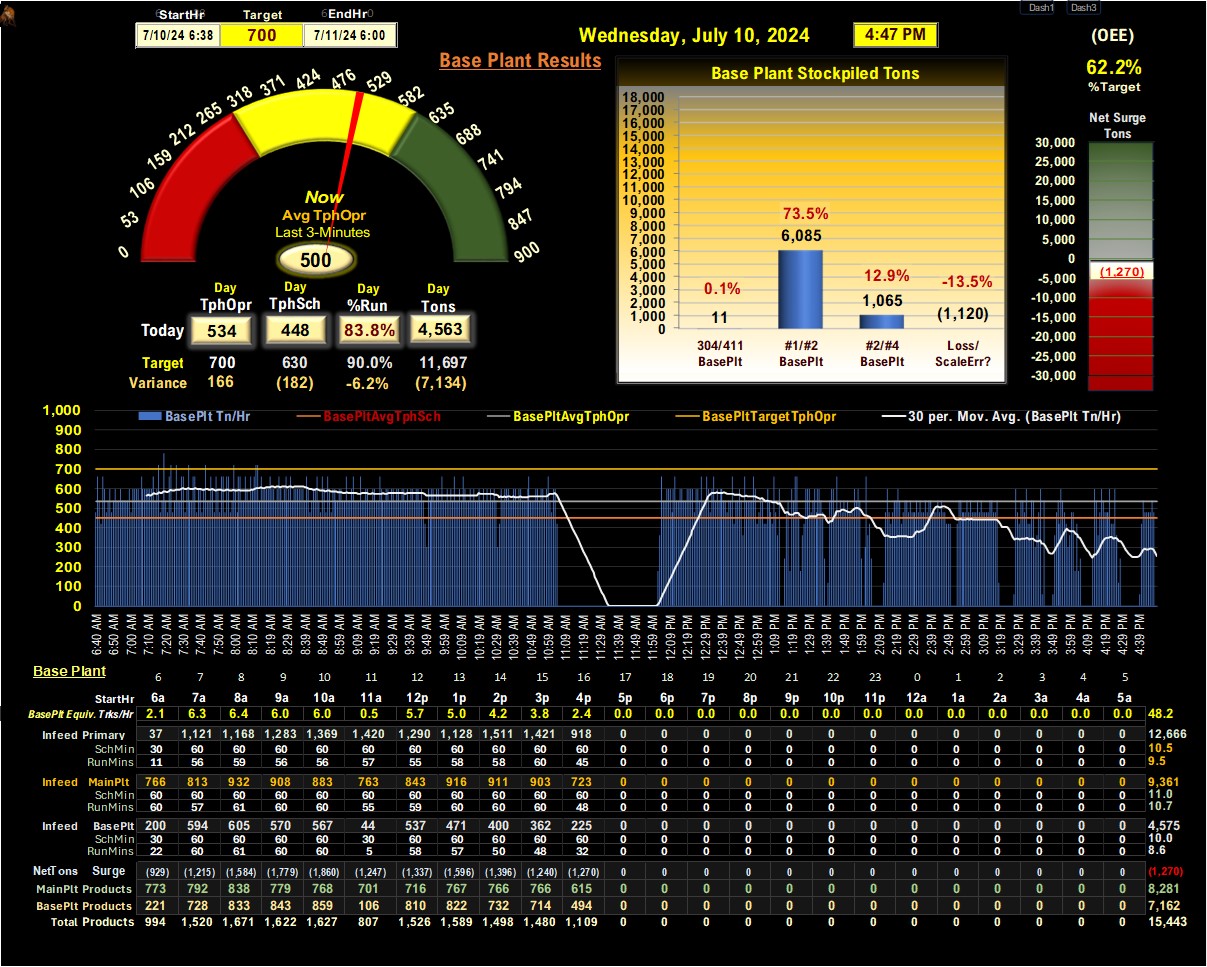 Dash1 Dash3
StartHr Target EndHr
7/10/24 6:38 700 7/11/24 6:00
Wednesday, July 10, 2024 4:47 PM
(OEE)
62.2%
%Target
Base Plant Results
0 53 106 159 212 265 318 371 424 476 529 582 635 688 741 794 847 900
Now
Avg TphOpr
Last 3-Minutes
500
Day Day Day Day
TphOpr TphSch %Run Tons
Today 534 448 83.8% 4,563
Target 700 630 90.0% 11,697
Variance 166 (182) -6.2% (7,134)
Base Plant Stockpiled Tons
18,000
17,000
16,000
15,000
14,000
13,000
12,000
11,000
10,000
9,000
8,000
7,000
6,000
5,000
4,000
3,000
2,000
1,000
0
0.1% 73.5% 12.9% -13.5%
11 6,085 1,065 (1,120)
304/411 #1/#2 #2/#4 Loss/
BasePlt BasePlt BasePlt ScaleErr?
Net Surge
Tons
30,000
25,000
20,000
15,000
10,000
5,000
0
-5,000
-10,000
-15,000
-20,000
-25,000
-30,000
(1,270)
BasePlt Tn/Hr BasePltAvgTphSch BasePltAvgTphOpr BasePltTargetTphOpr 30 per. Mov. Avg. (BasePlt Tn/Hr)
1,000
900
800
700
600
500
400
300
200
100
0
6:40 AM 6:50 AM 7:00 AM 7:10 AM 7:20 AM 7:30 AM 7:40 AM 7:50 AM 8:00 AM 8:10 AM 8:19 AM 8:29 AM 8:39 AM 8:49 AM 8:59 AM 9:09 AM 9:19 AM 9:29 AM 9:39 AM 9:49 AM 9:59 AM 10:09 AM 10:19 AM 10:29 AM 10:39 AM 10:49 AM 10:59 AM 11:09 AM 11:19 AM 11:29 AM 11:39 AM 11:49 AM 11:59 AM 12:09 PM 12:19 PM 12:29 PM 12:39 PM 12:49 PM 12:59 PM 1:09 PM 1:19 PM 1:29 PM 1:39 PM 1:49 PM 1:59 PM 2:09 PM 2:19 PM 2:29 PM 2:39 PM 2:49 PM 2:59 PM 3:09 PM 3:19 PM 3:29 PM 3:39 PM 3:49 PM 3:59 PM 4:09 PM 4:19 PM 4:29 PM 4:39 PM
Base Plant 6 7 8 9 10 11 12 13 14 15 16 17 18 19 20 21 22 23 0 1 2 3 4 5
StartHr 6a 7a 8a 9a 10a 11a 12p 1p 2p 3p 4p 5p 6p 7p 8p 9p 10p 11p 12a 1a 2a 3a 4a 5a
BasePlt Equiv. Trks/Hr 2.1 6.3 6.4 6.0 6.0 0.5 5.7 5.0 4.2 3.8 2.4 0.0 0.0 0.0 0.0 0.0 0.0 0.0 0.0 0.0 0.0 0.0 0.0 0.0 48.2
Infeed Primary 37 1,121 1,168 1,283 1,369 1,420 1,290 1,128 1,511 1,421 918 0 0 0 0 0 0 0 0 0 0 0 0 0 12,666
SchMin 30 60 60 60 60 60 60 60 60 60 60 0 0 0 0 0 0 0 0 0 0 0 0 0 10.5
RunMins 11 56 59 56 56 57 55 58 58 60 45 0 0 0 0 0 0 0 0 0 0 0 0 0 9.5
Infeed MainPlt 766 813 932 908 883 763 843 916 911 903 723 0 0 0 0 0 0 0 0 0 0 0 0 0 9,361
SchMin 60 60 60 60 60 60 60 60 60 60 60 0 0 0 0 0 0 0 0 0 0 0 0 0 11.0
RunMins 60 57 61 60 60 55 59 60 60 60 48 0 0 0 0 0 0 0 0 0 0 0 0 0 10.7
Infeed BasePlt 200 594 605 570 567 44 537 471 400 362 225 0 0 0 0 0 0 0 0 0 0 0 0 0 4,575
SchMin 30 60 60 60 60 30 60 60 60 60 60 0 0 0 0 0 0 0 0 0 0 0 0 0 10.0
RunMins 22 60 61 60 60 5 58 57 50 48 32 0 0 0 0 0 0 0 0 0 0 0 0 0 8.6
NetTons Surge (929) (1,215) (1,584) (1,779) (1,860) (1,247) (1,337) (1,596) (1,396) (1,240) (1,270) 0 0 0 0 0 0 0 0 0 0 0 0 0 (1,270)
MainPlt Products 773 792 838 779 768 701 716 767 766 766 615 0 0 0 0 0 0 0 0 0 0 0 0 0 8,281
BasePlt Products 221 728 833 843 859 106 810 822 732 714 494 0 0 0 0 0 0 0 0 0 0 0 0 0 7,162
Total Products 994 1,520 1,671 1,622 1,627 807 1,526 1,589 1,498 1,480 1,109 0 0 0 0 0 0 0 0 0 0 0 0 0 15,443